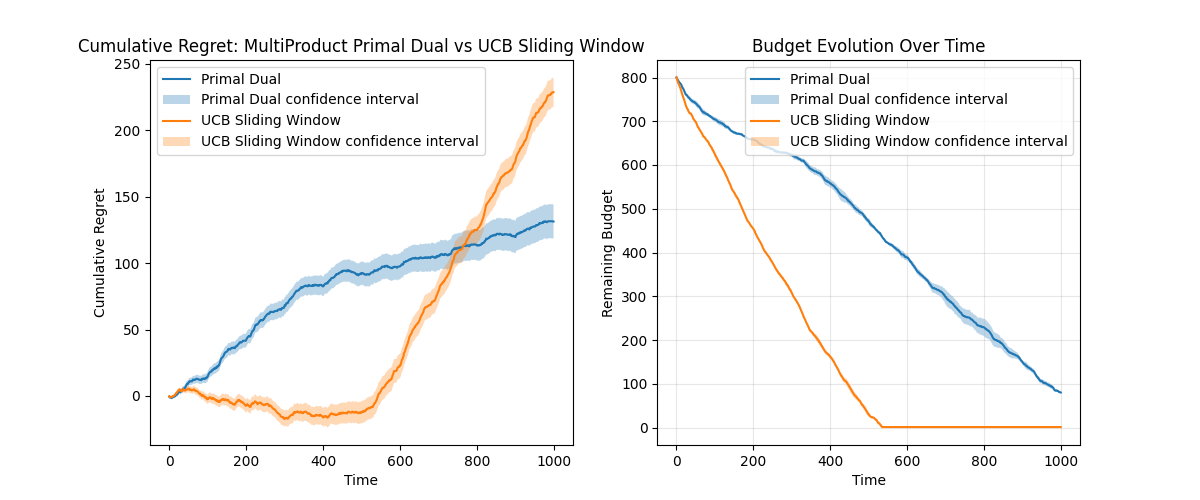 Cumulative Regret: MultiProduct Primal Dual vs UCB Sliding Window
Primal Dual
Primal Dual confidence interval
UCB Sliding Window
UCB Sliding Window confidence interval
250
200
150
100
50
0
Cumulative Regret
0 200 400 600 800 1000
Time
Budget Evolution Over Time
Primal Dual
Primal Dual confidence interval
UCB Sliding Window
UCB Sliding Window confidence interval
800
700
600
500
400
300
200
100
0
Remaining Budget
0 200 400 600 800 1000
Time